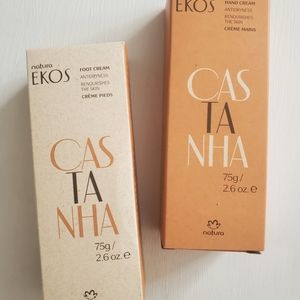 natura
EKOS
FOOT CREAM
ANTIDRYNESS
RENOURISHES
THE SKIN
CRÈME PIEDS
CAS
TA
NHA
75g/
2.6 oz. e
EKOS
HAND CREAM
ANTIDRYNESS
RENOURISHES
THE SKIN
CRÈME MAINS
CAS
TA
NHA
75g/
2.6 oz. e
natura